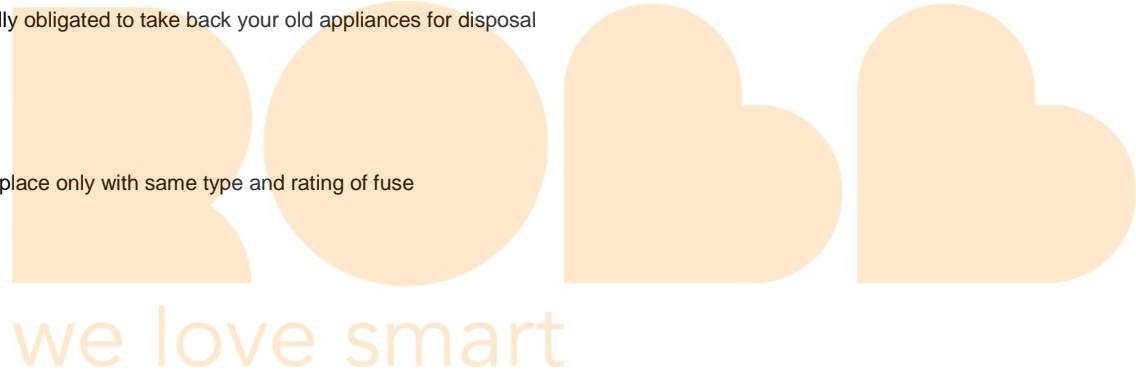 lly obligated to take back your old appliances for disposal
place only with same type and rating of fuse
ROBB
we love smart